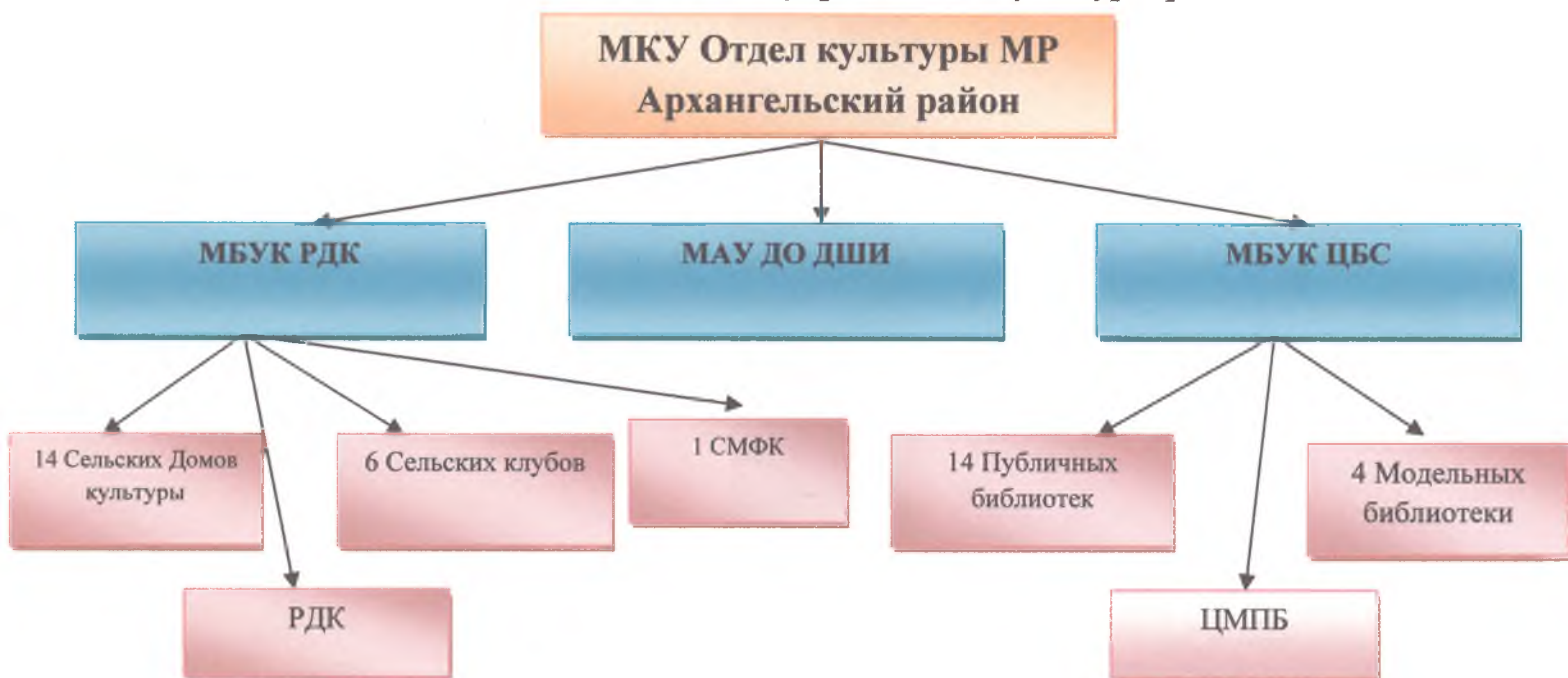 МКУ Отдел культуры МР
Архангельский район
МБУК РДК
МАУ ДО ДШИ
МБУК ЦБС
14 Сельских Домов
культуры
6 Сельских клубов
1 СМФК
14 Публичных
библиотек
4 Модельных
библиотеки
РДК
ЦМПБ